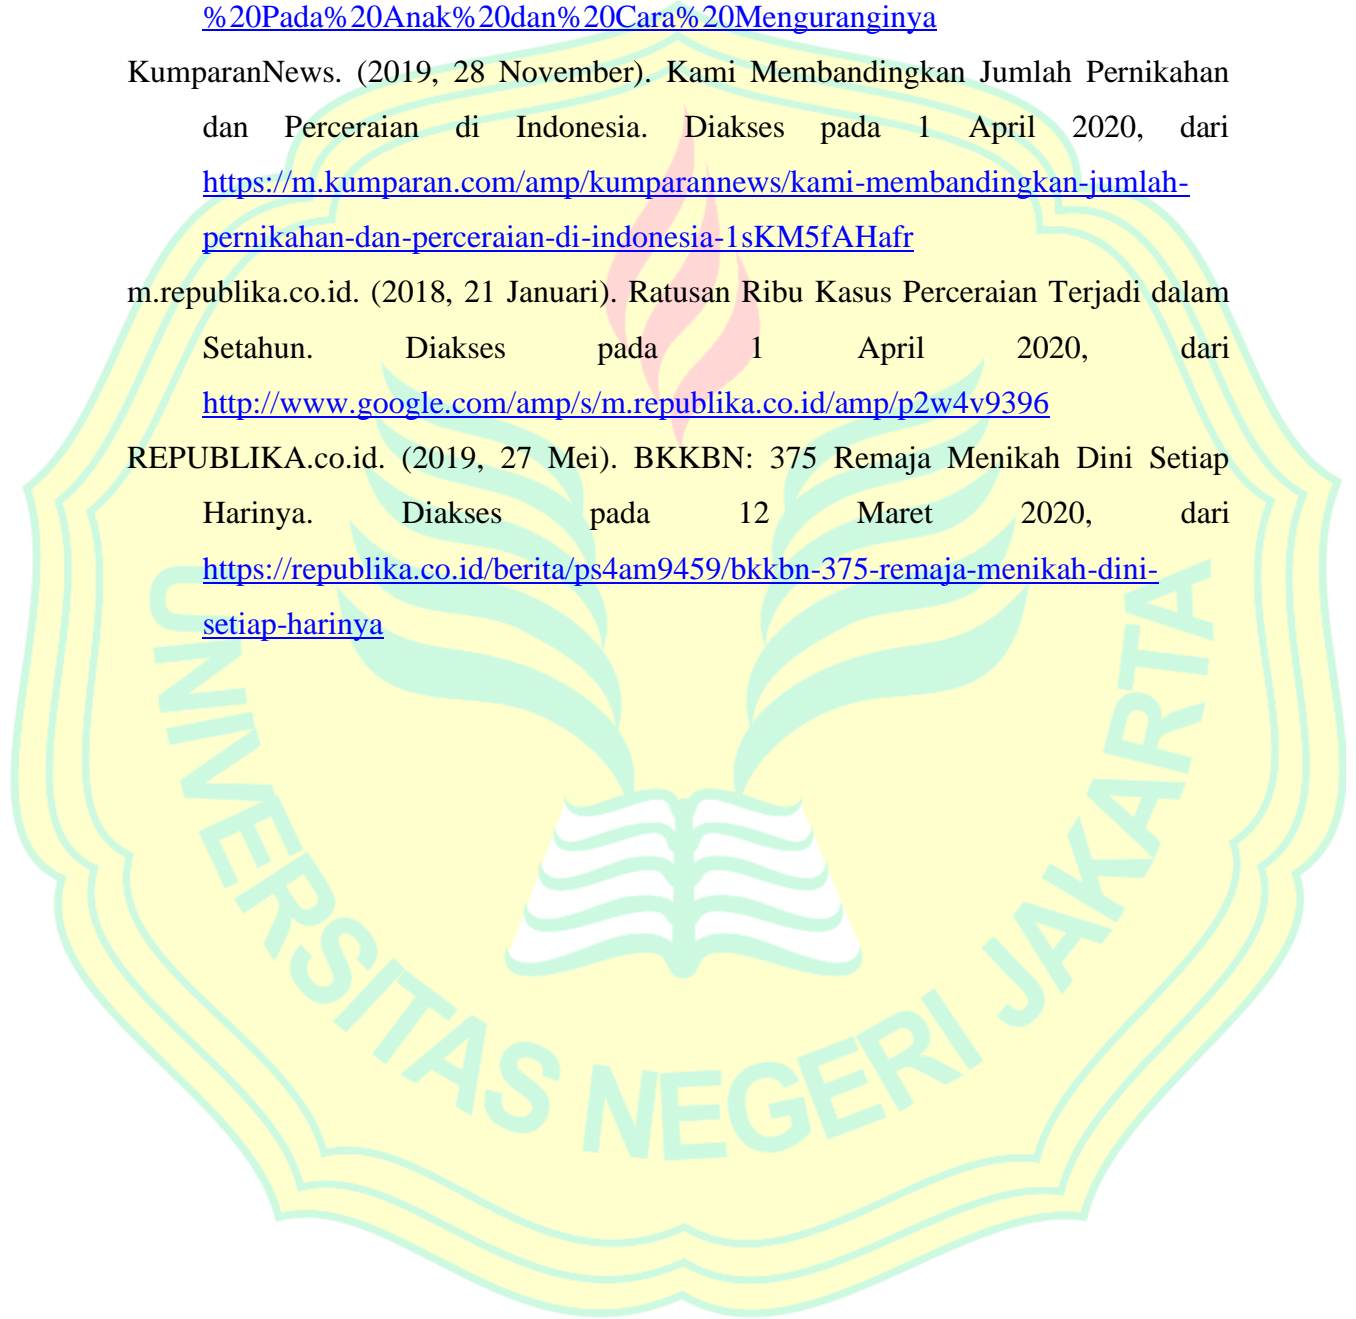 %20Pada%20Anak%20dan%20Cara%20Menguranginya
KumparanNews. (2019, 28 November). Kami Membandingkan Jumlah Pernikahan
dan Perceraian di Indonesia. Diakses pada 1 April 2020, dari
https://m.kumparan.com/amp/kumparannews/kami-membandingkan-jumlah-
pernikahan-dan-perceraian-di-indonesia-1sKM5fAHafr
m.republika.co.id. (2018, 21 Januari). Ratusan Ribu Kasus Perceraian Terjadi dalam
Setahun. Diakses pada 1 April 2020, dari
http://www.google.com/amp/s/m.republika.co.id/amp/p2w4v9396
REPUBLIKA.co.id. (2019, 27 Mei). BKKBN: 375 Remaja Menikah Dini Setiap
Harinya. Diakses pada 12 Maret 2020, dari
https://republika.co.id/berita/ps4am9459/bkkbn-375-remaja-menikah-dini-
setiap-harinya
UNIVERSITAS NEGERI JAKARTA